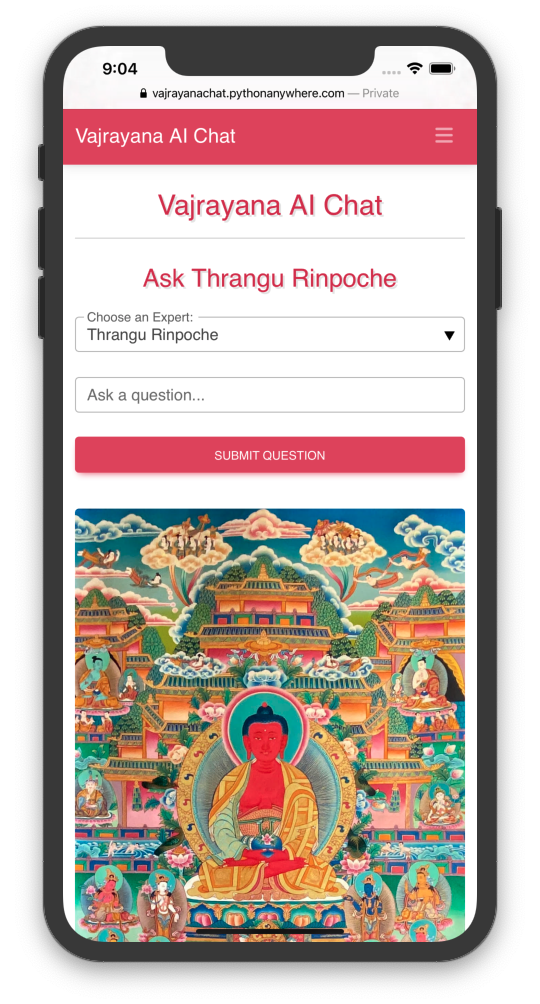 9:04
vajrayanachat.pythonanywhere.com — Private
Vajrayana AI Chat
Vajrayana AI Chat
Ask Thrangu Rinpoche
Choose an Expert:
Thrangu Rinpoche
Ask a question...
SUBMIT QUESTION